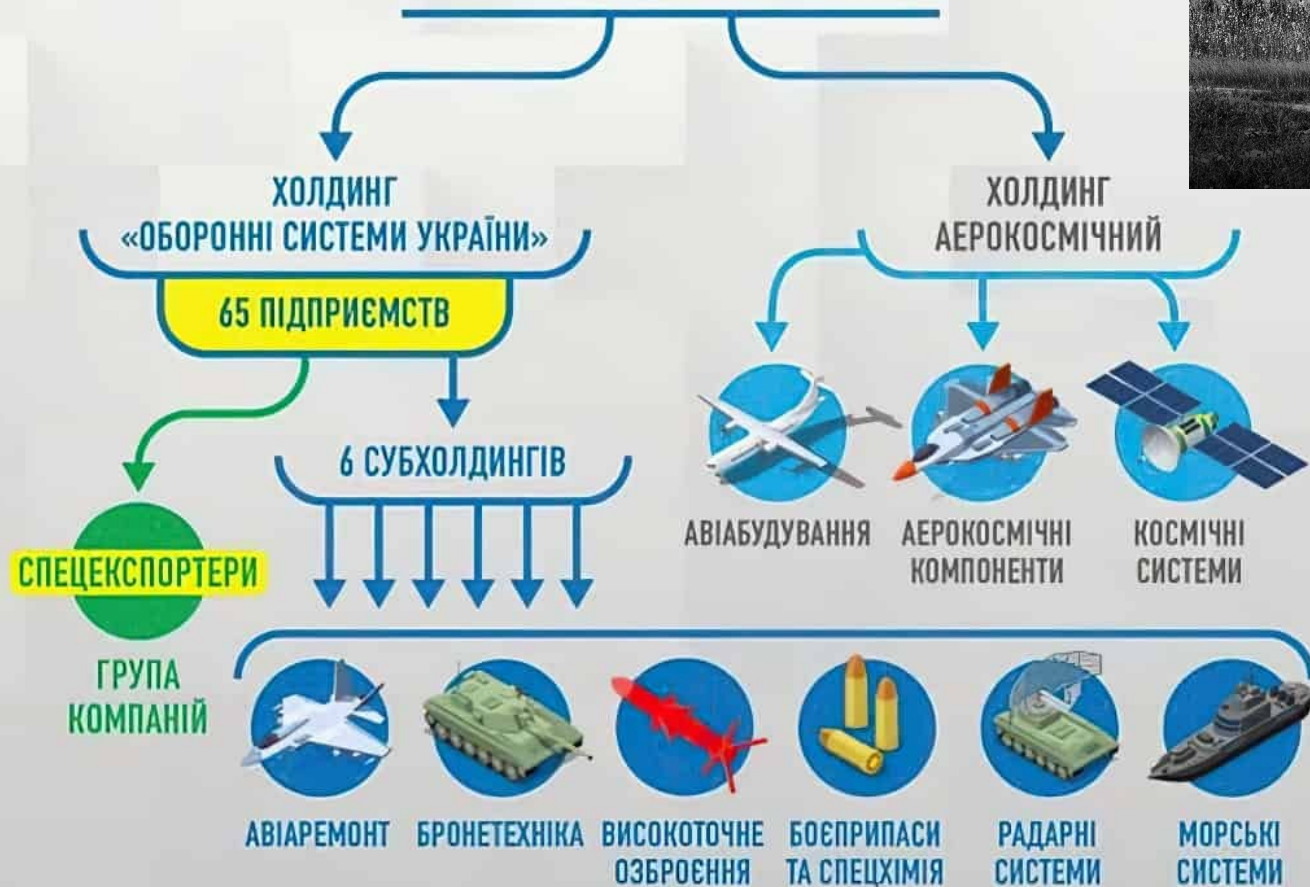 ХОЛДИНГ
«ОБОРОННІ СИСТЕМИ УКРАЇНИ»
65 ПІДПРИЄМСТВ
ХОЛДИНГ
АЕРОКОСМІЧНИЙ
6 СУБХОЛДИНГІВ
СПЕЦЕКСПОРТЕРИ
ГРУПА
КОМПАНІЙ
АВІАБУДУВАННЯ
АЕРОКОСМІЧНІ
КОМПОНЕНТИ
КОСМІЧНІ
СИСТЕМИ
АВІАРЕМОНТ
БРОНЕТЕХНІКА
ВИСОКОТОЧНЕ
ОЗБРОЄННЯ
БОЄПРИПАСИ
ТА СПЕЦХІМІЯ
РАДАРНІ
СИСТЕМИ
МОРСЬКІ
СИСТЕМИ